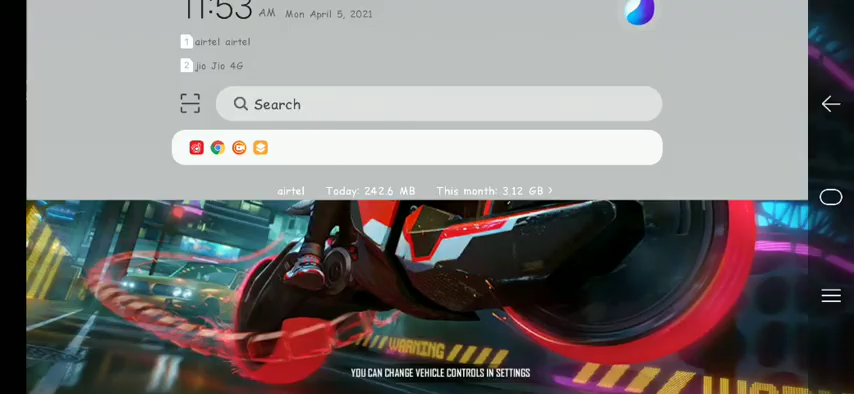 11:53 AM Mon April 5, 2021
1 airtel airtel
2 jio Jio 4G
Search
airtel Today: 242.6 MB This month: 3.12 GB >
WARNING
YOU CAN CHANGE VEHICLE CONTROLS IN SETTINGS